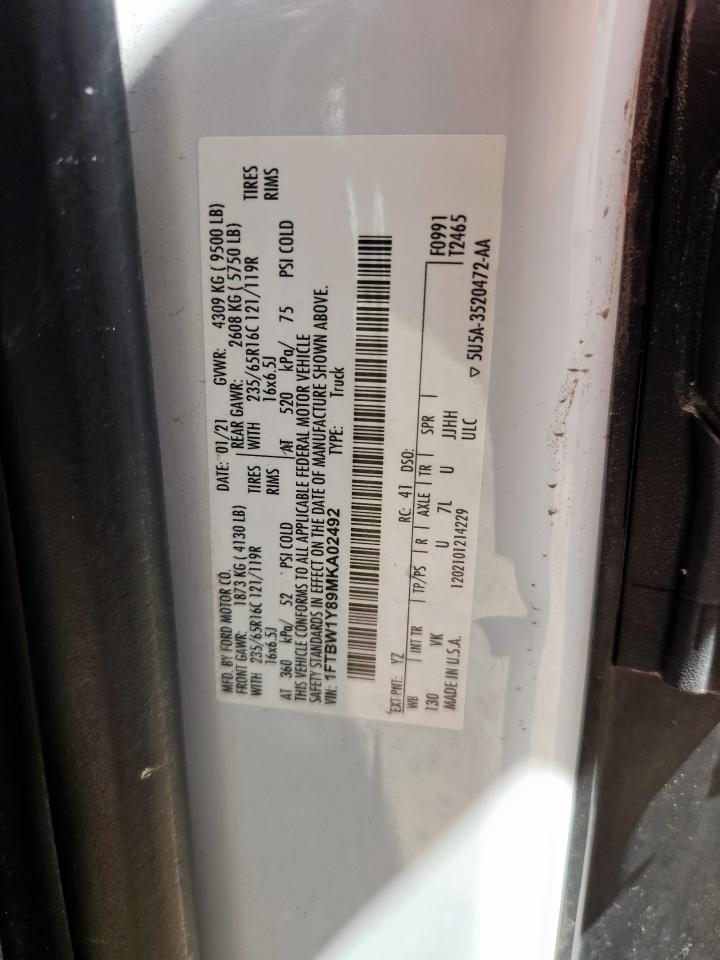 MFD. BY FORD MOTOR CO.
DATE: 01/21 GVWR: 4309 KG ( 9500 LB)
FRONT GAWR: 1873 KG ( 4130 LB) REAR GAWR: 2608 KG ( 5750 LB)
WITH 235/65R16C 121/119R TIRES WITH 235/65R16C 121/119R TIRES
16x6.5J RIMS 16x6.5J RIMS
AT 360 kPa/ 52 PSI COLD AT 520 kPa/ 75 PSI COLD
THIS VEHICLE CONFORMS TO ALL APPLICABLE FEDERAL MOTOR VEHICLE
SAFETY STANDARDS IN EFFECT ON THE DATE OF MANUFACTURE SHOWN ABOVE.
VIN: 1FTBW1Y89MKA02492 TYPE: Truck
EXT PNT: YZ RC: 41 DSO:
WB INT TR TP/PS R AXLE TR SPR F0991
130 VK U 7L U JJHH T2465
MADE IN U.S.A. 1202101214229 ULC ▽ 5U5A-3520472-AA